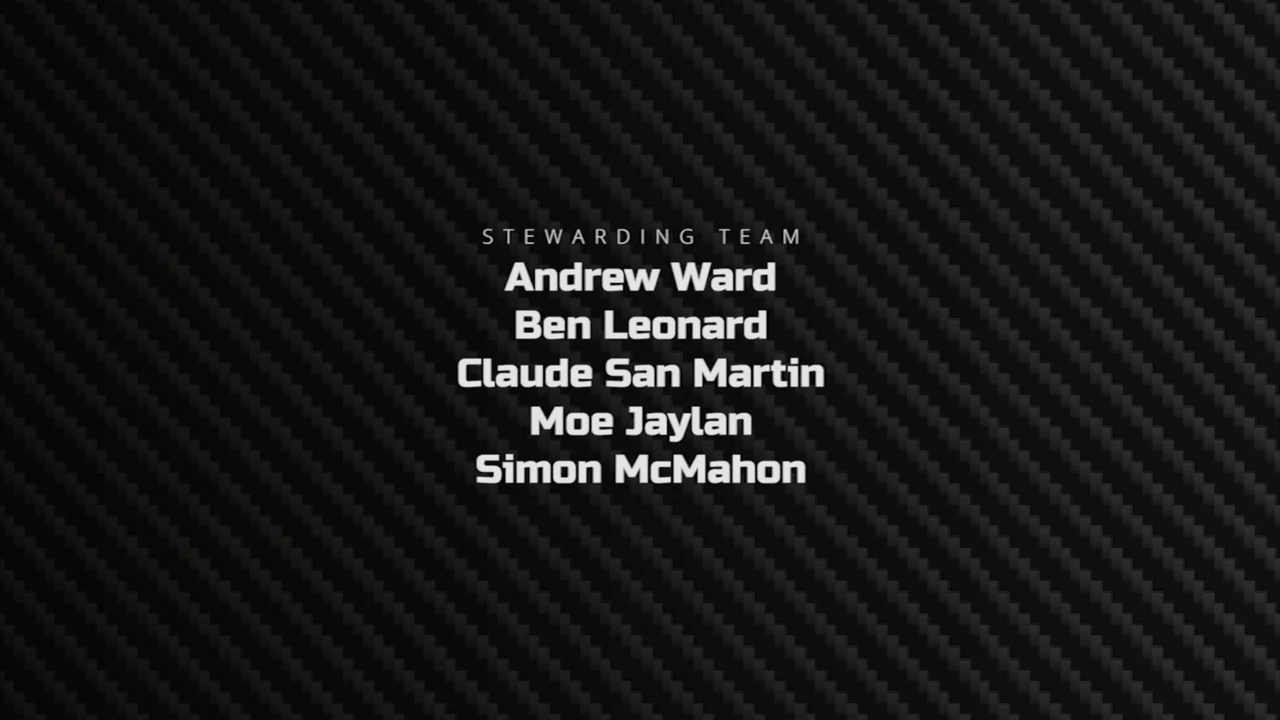 STEWARDING TEAM
Andrew Ward
Ben Leonard
Claude San Martin
Moe Jaylan
Simon McMahon